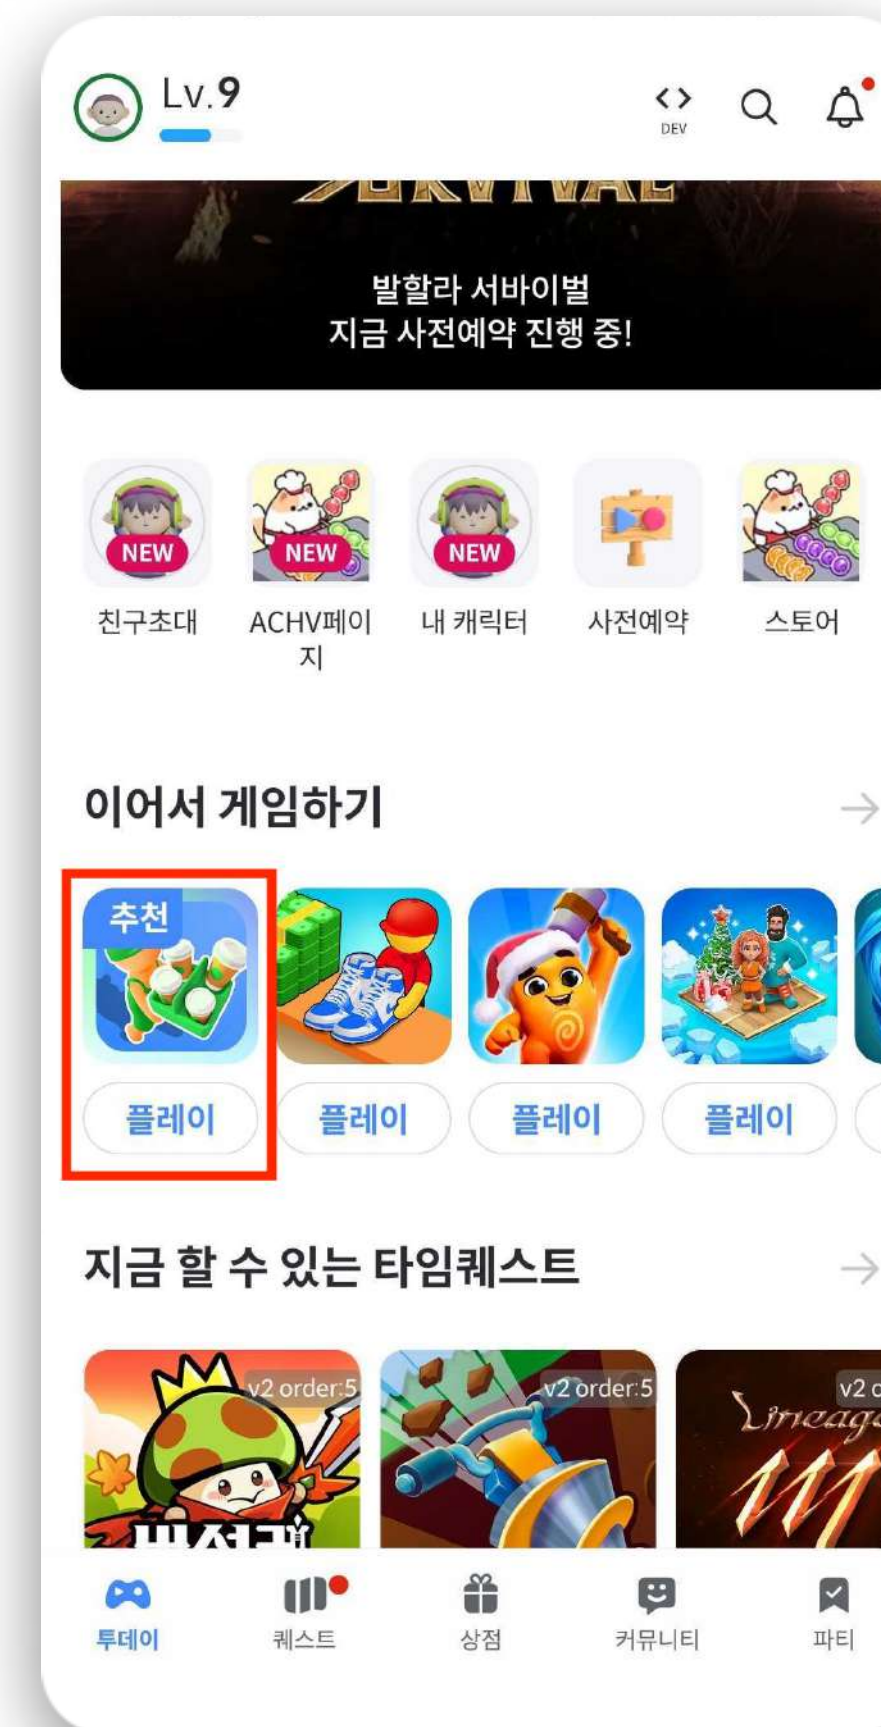 Lv.9
DEV
SURVIVAL
발할라 서바이벌
지금 사전예약 진행 중!
NEW
NEW
NEW
친구초대
ACHV페이
지
내 캐릭터
사전예약
스토어
이어서 게임하기
추천
플레이
플레이
플레이
플레이
지금 할 수 있는 타임퀘스트
v2 order:5
v2 order:5
v2 o
Lineage
투데이
퀘스트
상점
커뮤니티
파티